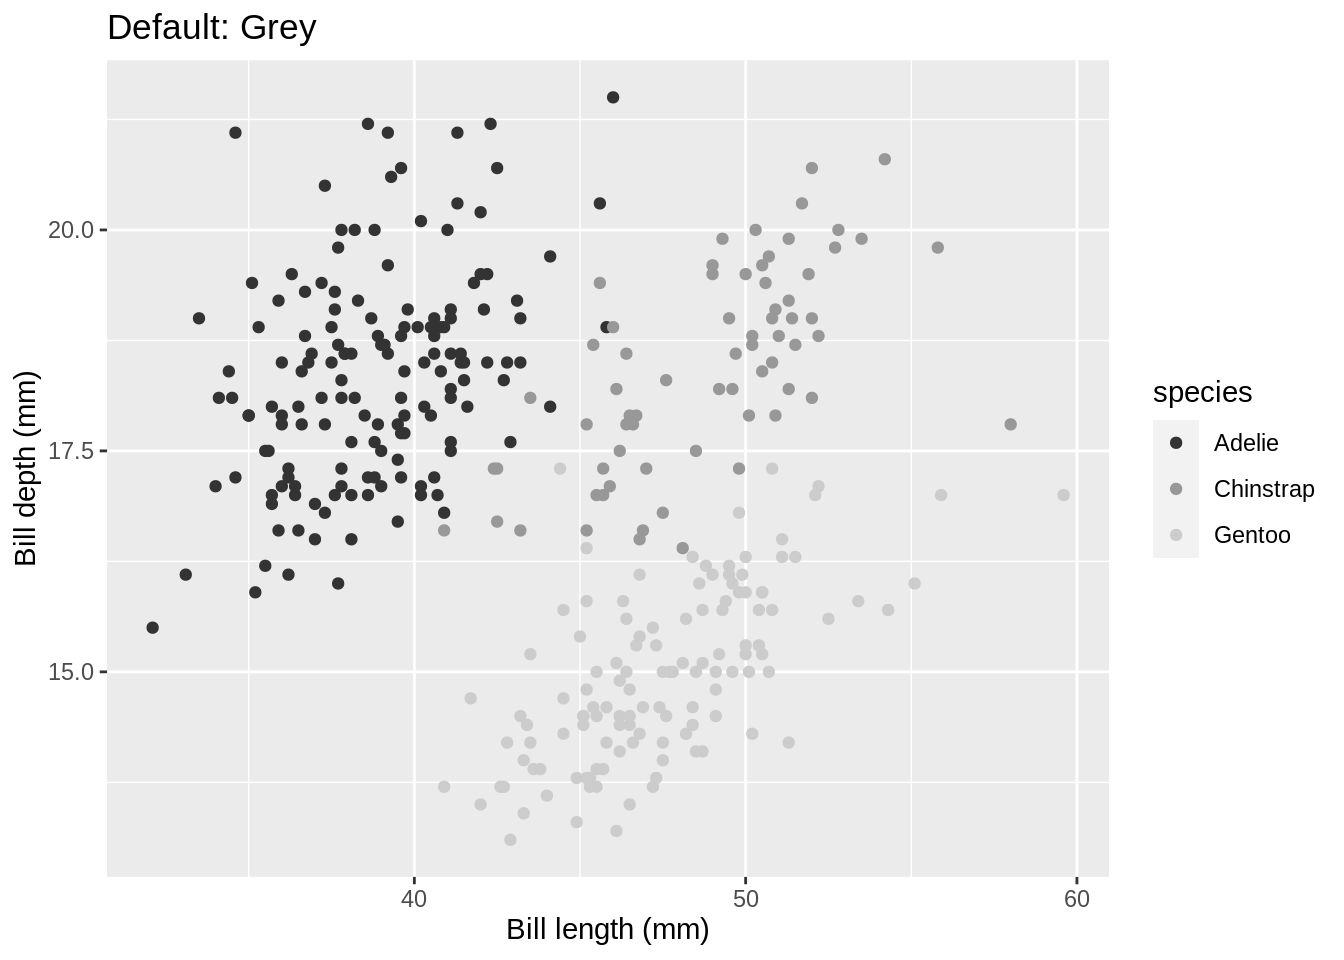 Default: Grey
20.0
17.5
15.0
Bill depth (mm)
40 50 60
Bill length (mm)
species
Adelie
Chinstrap
Gentoo